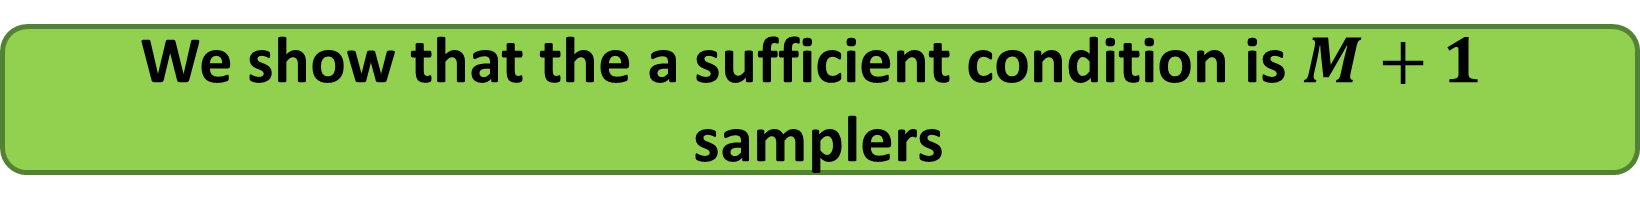 We show that the a sufficient condition is M + 1
samplers